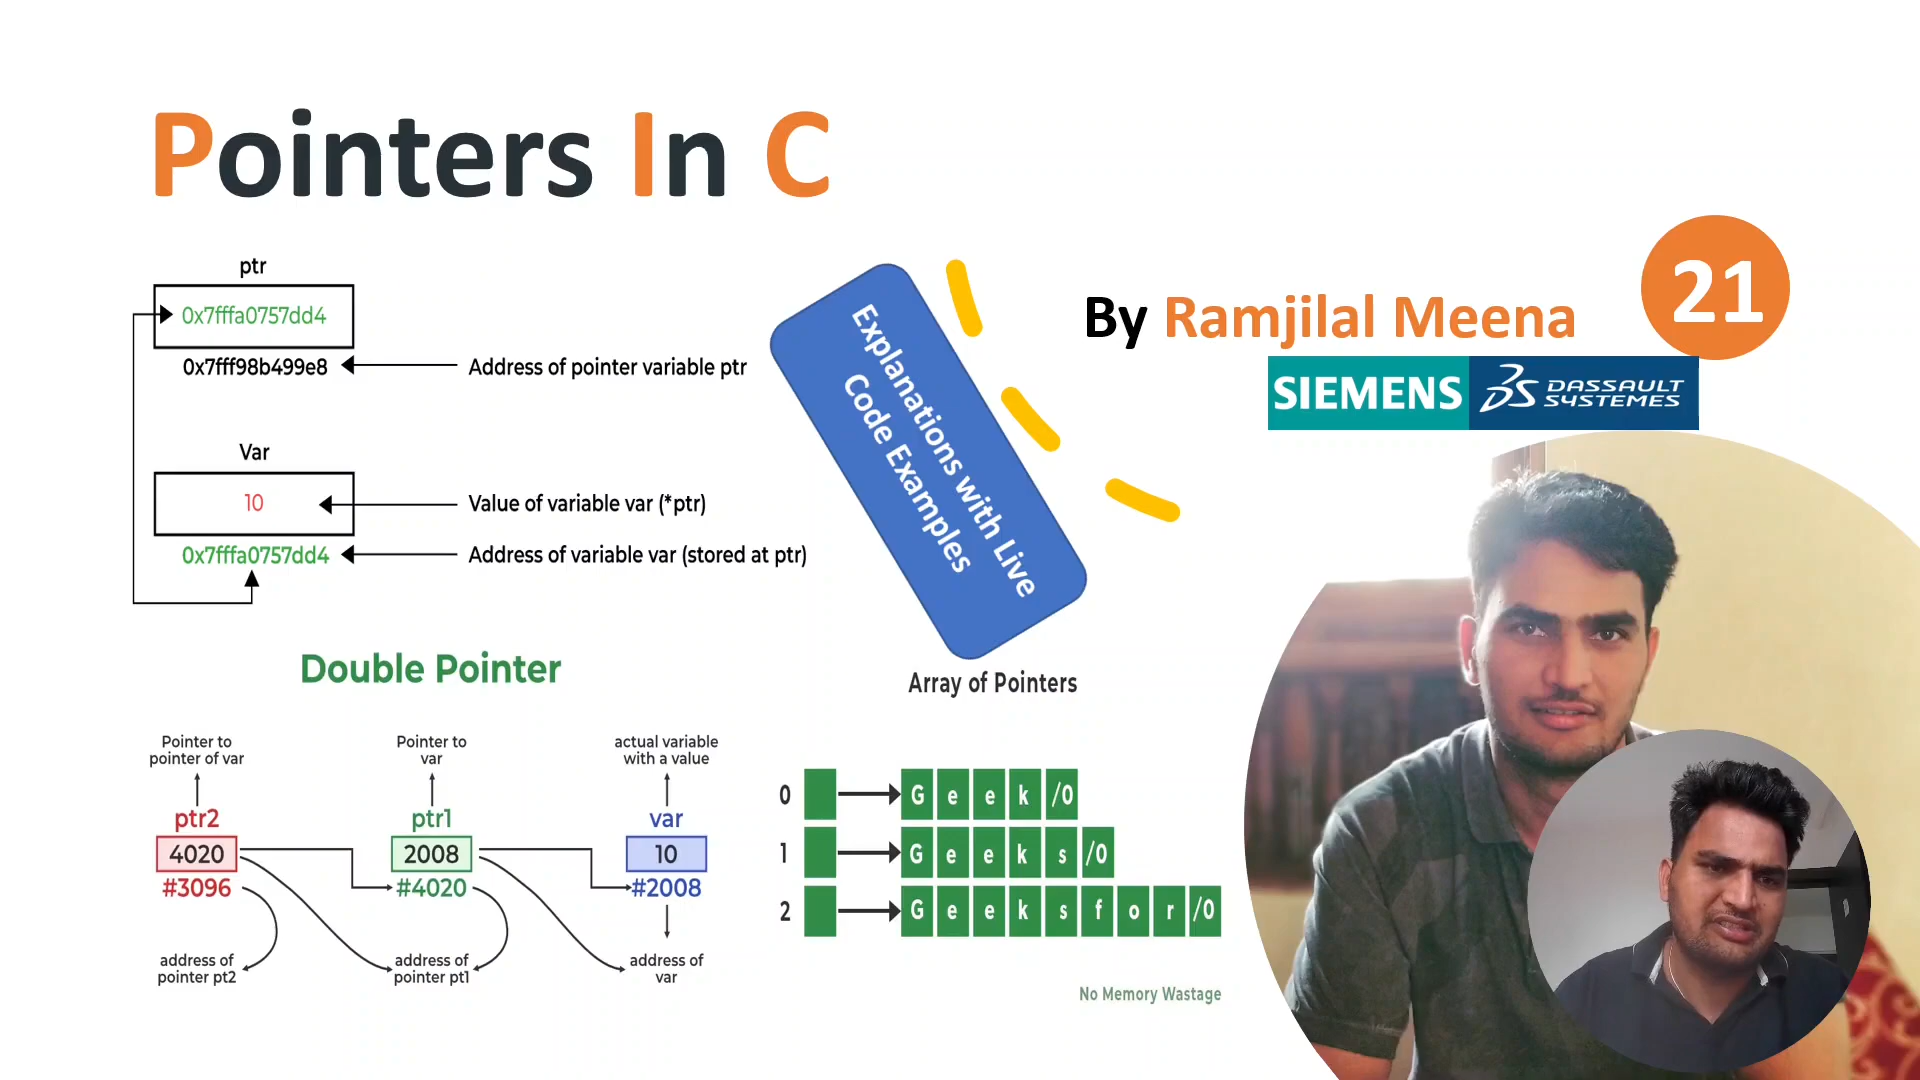 Pointers In C
ptr
0x7fffa0757dd4
0x7fff98b499e8
Address of pointer variable ptr
Var
10
Value of variable var (*ptr)
0x7fffa0757dd4
Address of variable var (stored at ptr)
Explanations with Live
Code Examples
By Ramjilal Meena
21
SIEMENS
DASSAULT
SYSTEMES
Double Pointer
Pointer to
pointer of var
Pointer to
var
actual variable
with a value
ptr2
ptr1
var
4020
2008
10
#3096
#4020
#2008
address of
pointer pt2
address of
pointer pt1
address of
var
Array of Pointers
0 G e e k /0
1 G e e k s /0
2 G e e k s f o r /0
No Memory Wastage